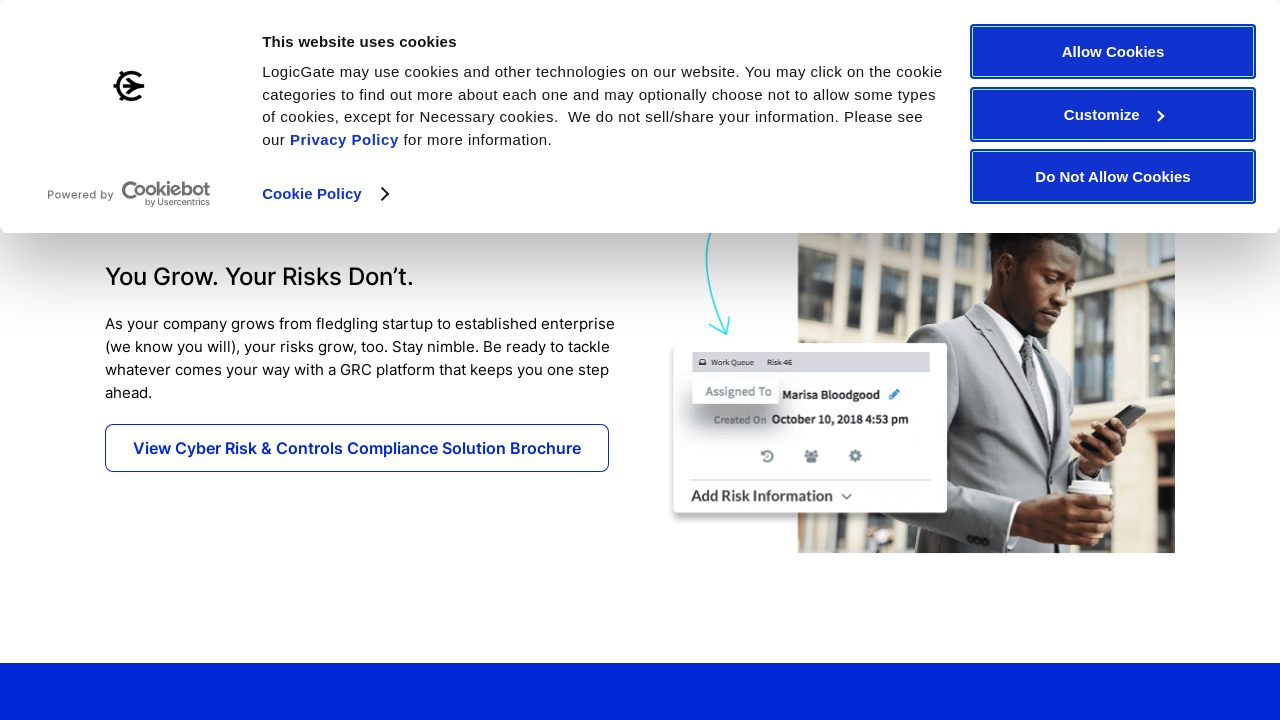 This website uses cookies
LogicGate may use cookies and other technologies on our website. You may click on the cookie
categories to find out more about each one and may optionally choose not to allow some types
of cookies, except for Necessary cookies.  We do not sell/share your information. Please see
our Privacy Policy for more information.
Cookie Policy
Powered by Cookiebot
by Usercentrics
Allow Cookies
Customize
Do Not Allow Cookies
You Grow. Your Risks Don’t.
As your company grows from fledgling startup to established enterprise
(we know you will), your risks grow, too. Stay nimble. Be ready to tackle
whatever comes your way with a GRC platform that keeps you one step
ahead.
View Cyber Risk & Controls Compliance Solution Brochure
Work Queue Risk-46
Assigned To Marisa Bloodgood
Created On October 10, 2018 4:53 pm
Add Risk Information